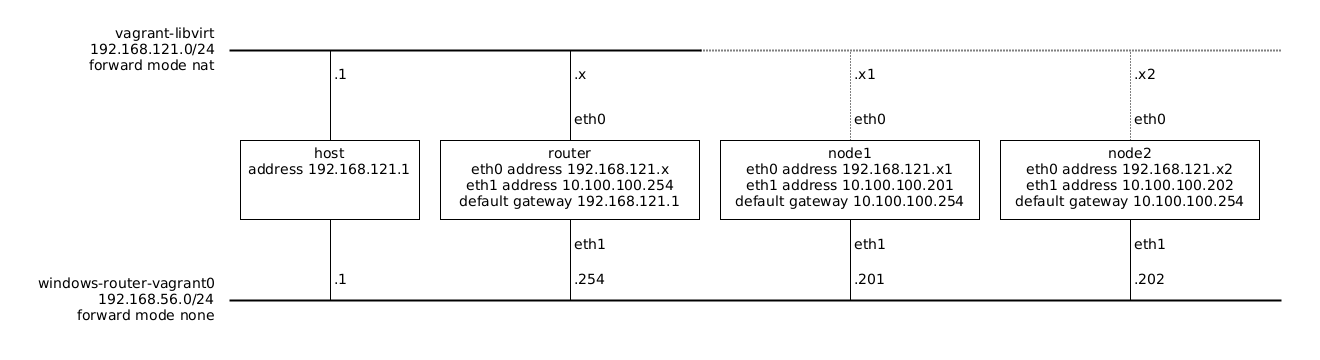 vagrant-libvirt
192.168.121.0/24
forward mode nat
.1
.x
.x1
.x2
eth0
eth0
eth0
host
address 192.168.121.1
router
eth0 address 192.168.121.x
eth1 address 10.100.100.254
default gateway 192.168.121.1
node1
eth0 address 192.168.121.x1
eth1 address 10.100.100.201
default gateway 10.100.100.254
node2
eth0 address 192.168.121.x2
eth1 address 10.100.100.202
default gateway 10.100.100.254
eth1
eth1
eth1
windows-router-vagrant0
192.168.56.0/24
forward mode none
.1
.254
.201
.202